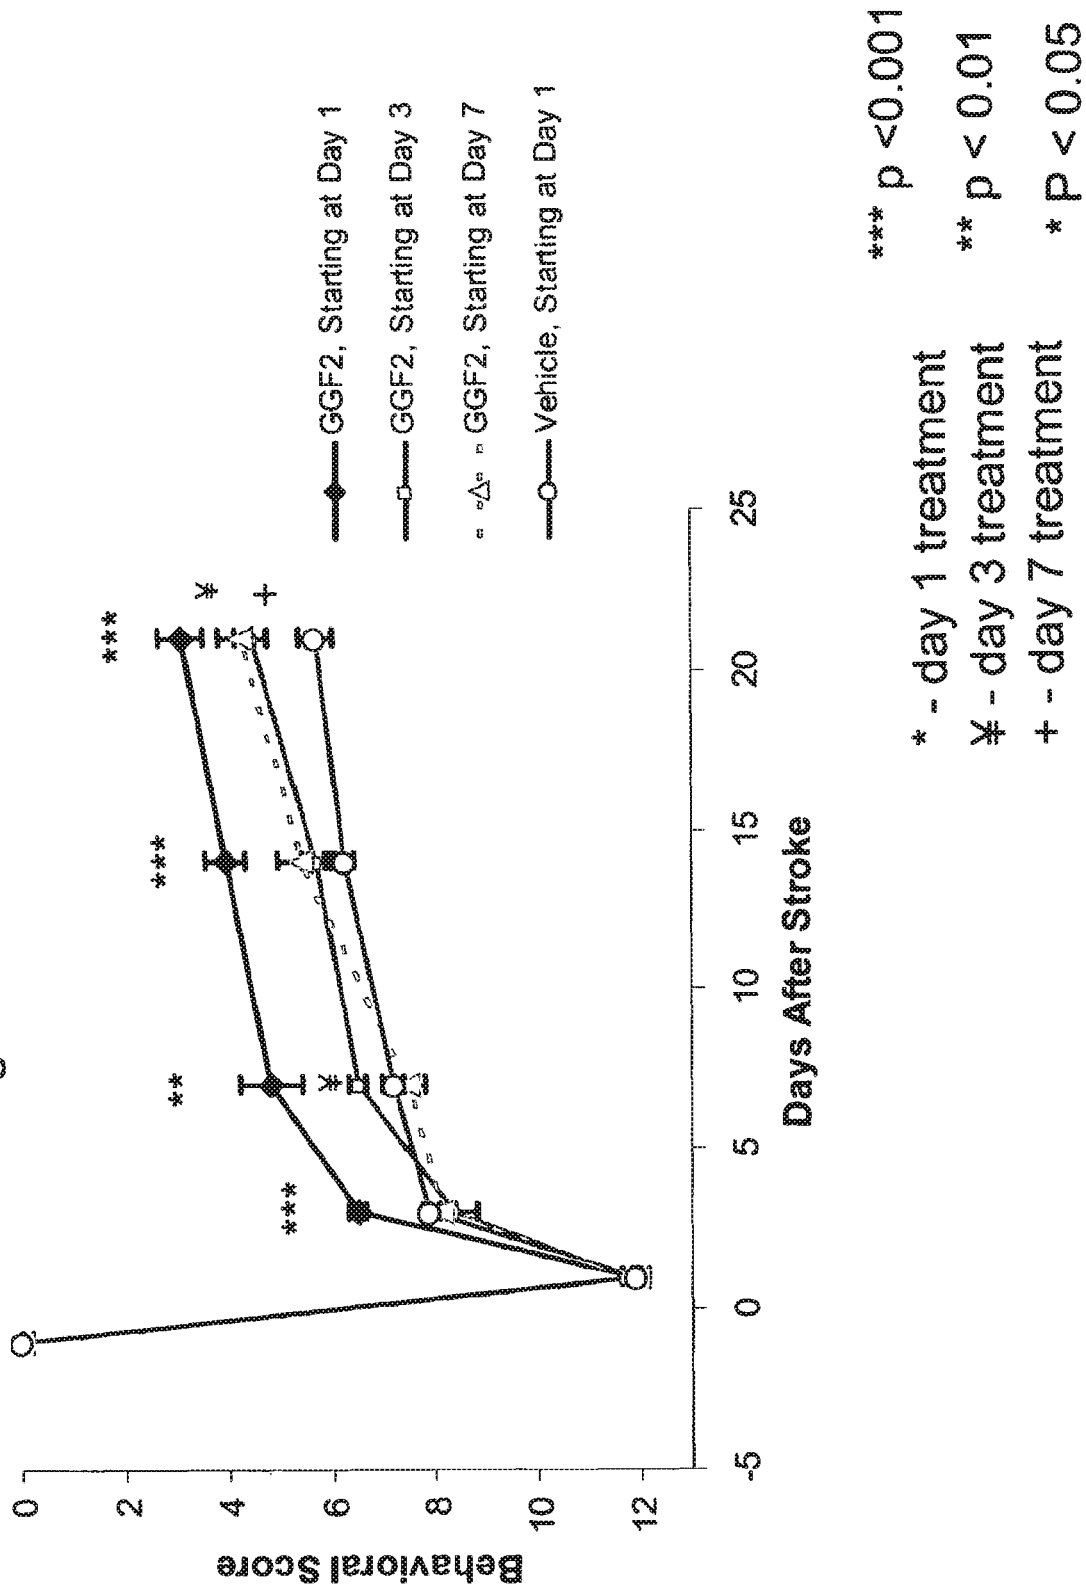 Behavioral Score
0
2
4
6
8
10
12
***
**
***
***
¥
¥
+
-5
0
5
10
15
20
25
Days After Stroke
GGF2, Starting at Day 1
GGF2, Starting at Day 3
GGF2, Starting at Day 7
Vehicle, Starting at Day 1
* - day 1 treatment
¥ - day 3 treatment
+ - day 7 treatment
*** p <0.001
** p < 0.01
* P < 0.05